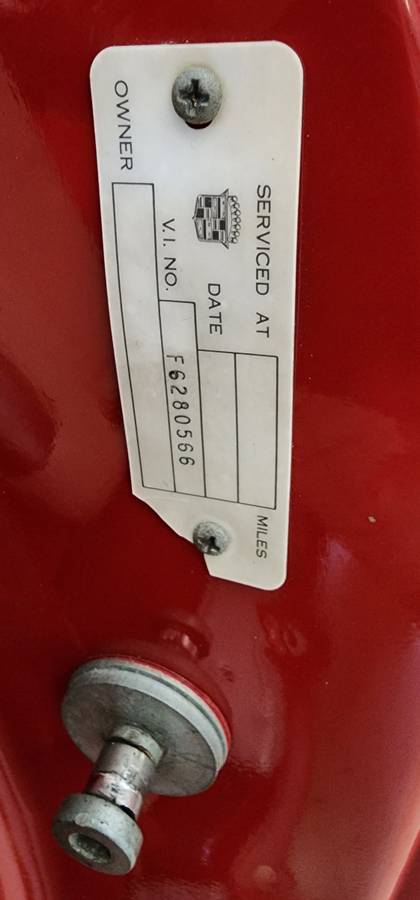 SERVICED AT
DATE
MILES
V. I. NO. F6280566
OWNER